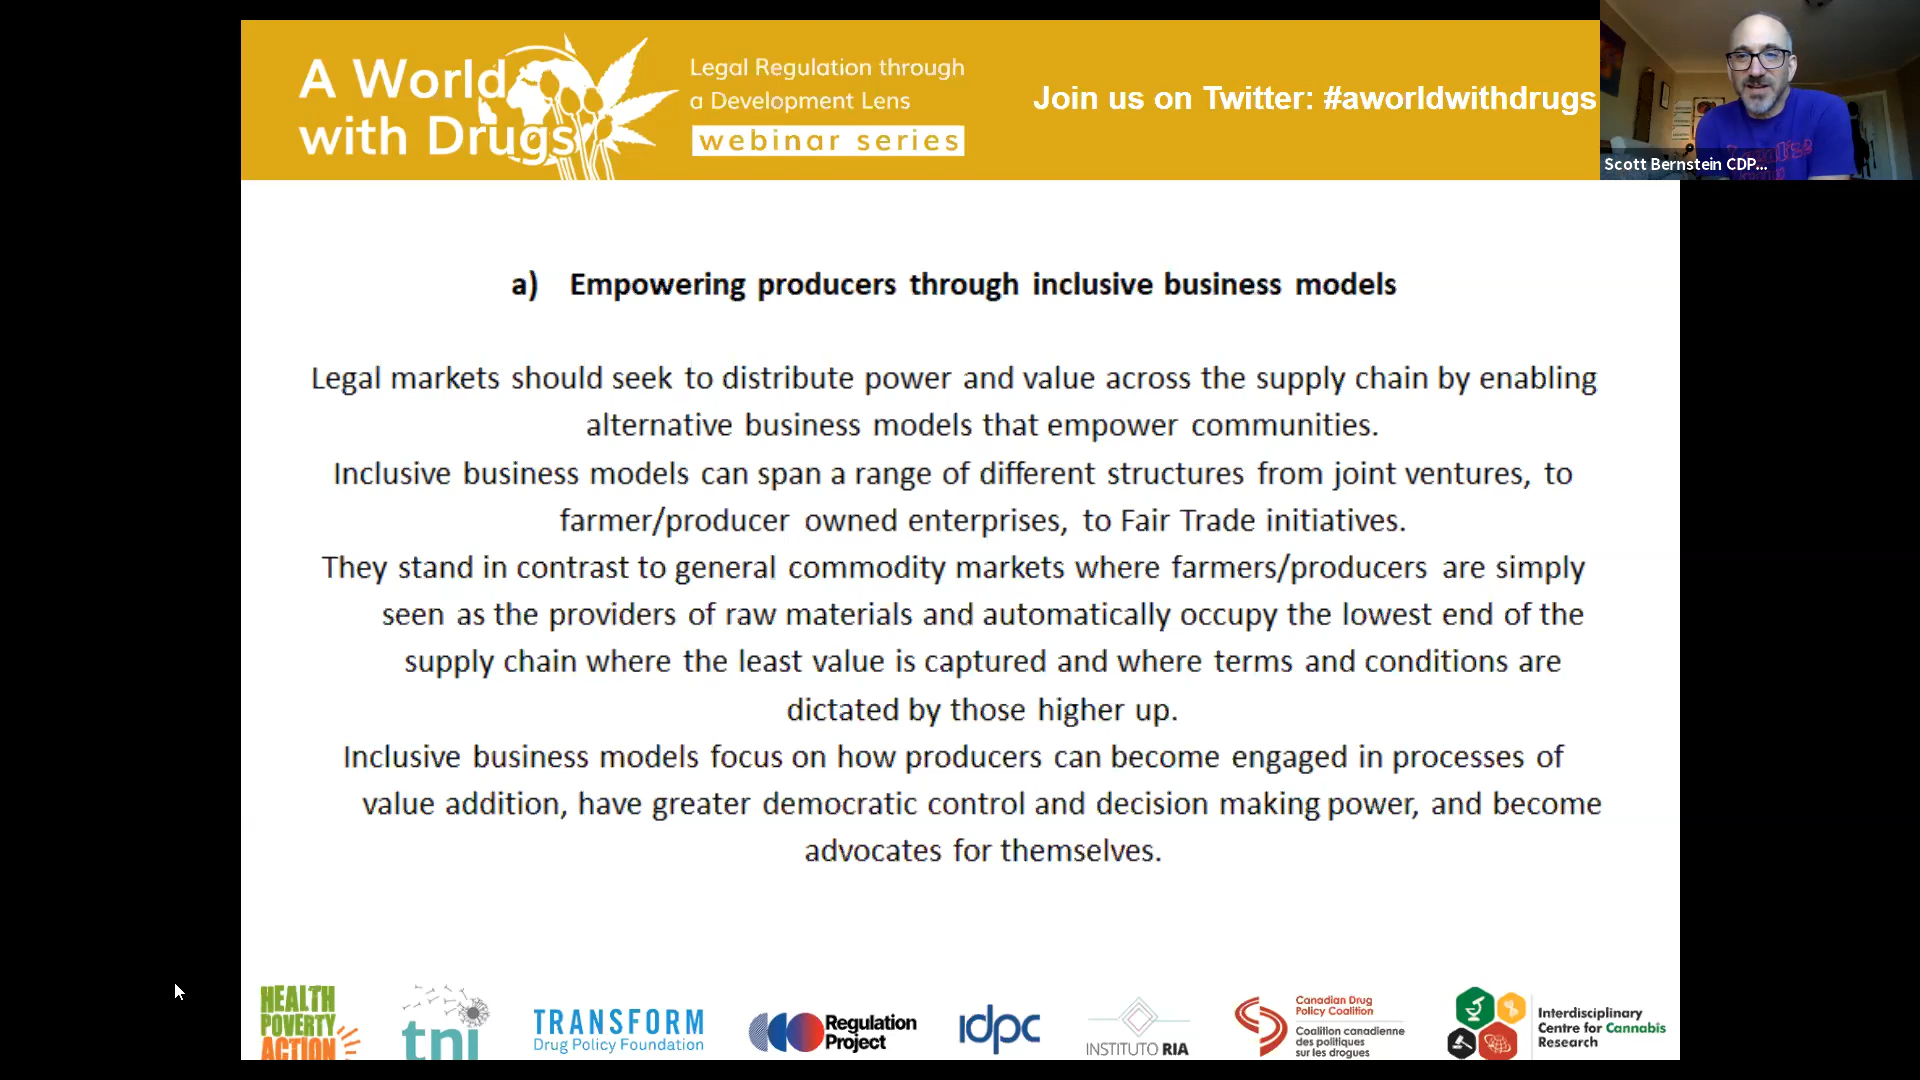 A World
with Drugs
Legal Regulation through
a Development Lens
webinar series
Join us on Twitter: #aworldwithdrugs
Scott Bernstein CDP...
a) Empowering producers through inclusive business models
Legal markets should seek to distribute power and value across the supply chain by enabling
alternative business models that empower communities.
Inclusive business models can span a range of different structures from joint ventures, to
farmer/producer owned enterprises, to Fair Trade initiatives.
They stand in contrast to general commodity markets where farmers/producers are simply
seen as the providers of raw materials and automatically occupy the lowest end of the
supply chain where the least value is captured and where terms and conditions are
dictated by those higher up.
Inclusive business models focus on how producers can become engaged in processes of
value addition, have greater democratic control and decision making power, and become
advocates for themselves.
HEALTH
POVERTY
ACTION
tni
TRANSFORM
Drug Policy Foundation
Regulation
Project
idpc
INSTITUTO RIA
Canadian Drug
Policy Coalition
Coalition canadienne
des politiques
sur les drogues
Interdisciplinary
Centre for Cannabis
Research